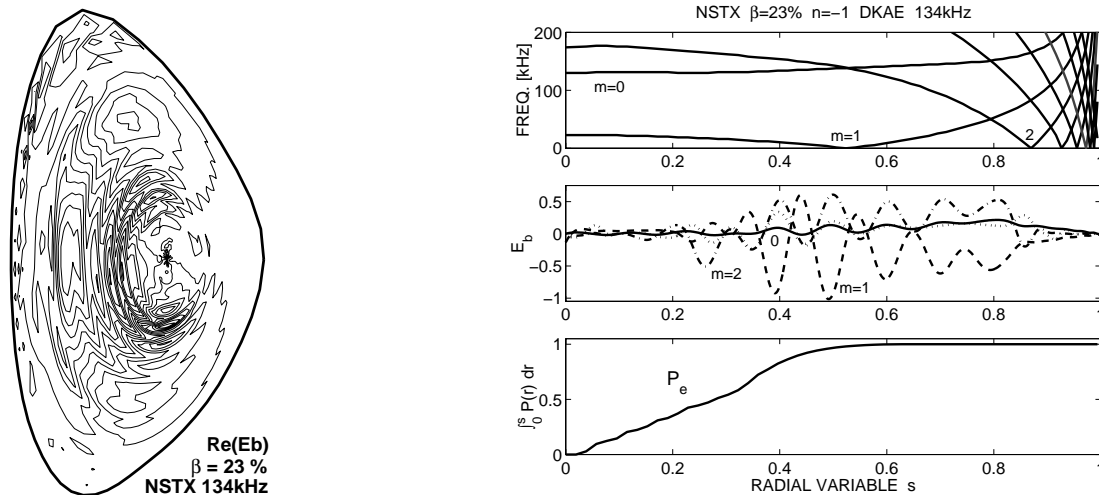 Re(Eb)
β = 23 %
NSTX 134kHz
NSTX β=23% n=−1 DKAE 134kHz
FREQ. [kHz]
200
100
0
m=0
m=1
2
0 0.2 0.4 0.6 0.8 1
E_b
0.5
0
−0.5
−1
m=2
0
m=1
0 0.2 0.4 0.6 0.8 1
∫₀ˢ P(r) dr
1
0.5
0
P_e
0 0.2 0.4 0.6 0.8 1
RADIAL VARIABLE s